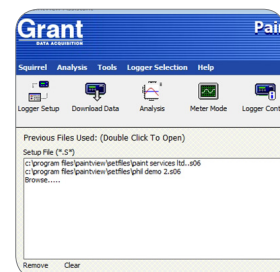 Grant
DATA ACQUISITION
Pai
Squirrel Analysis Tools Logger Selection Help
Logger Setup Download Data Analysis Meter Mode Logger Cont
Previous Files Used: (Double Click To Open)
Setup File (*.S*)
c:\program files\paintview\setfiles\paint services ltd..s06
c:\program files\paintview\setfiles\phil demo 2.s06
Browse.....
Remove Clear